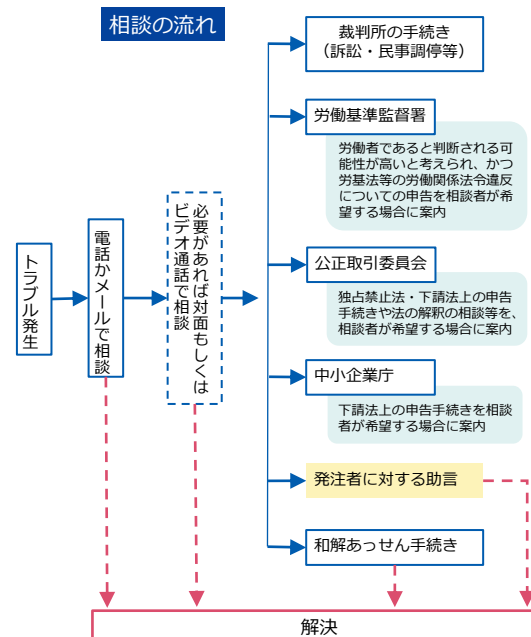 相談の流れ
トラブル発生
電話かメールで相談
必要があれば対面もしくは
ビデオ通話で相談
裁判所の手続き
（訴訟・民事調停等）
労働基準監督署
労働者であると判断される可
能性が高いと考えられ、かつ
労基法等の労働関係法令違反
についての申告を相談者が希
望する場合に案内
公正取引委員会
独占禁止法・下請法上の申告
手続きや法の解釈の相談等を、
相談者が希望する場合に案内
中小企業庁
下請法上の申告手続きを相談
者が希望する場合に案内
発注者に対する助言
和解あっせん手続き
解決